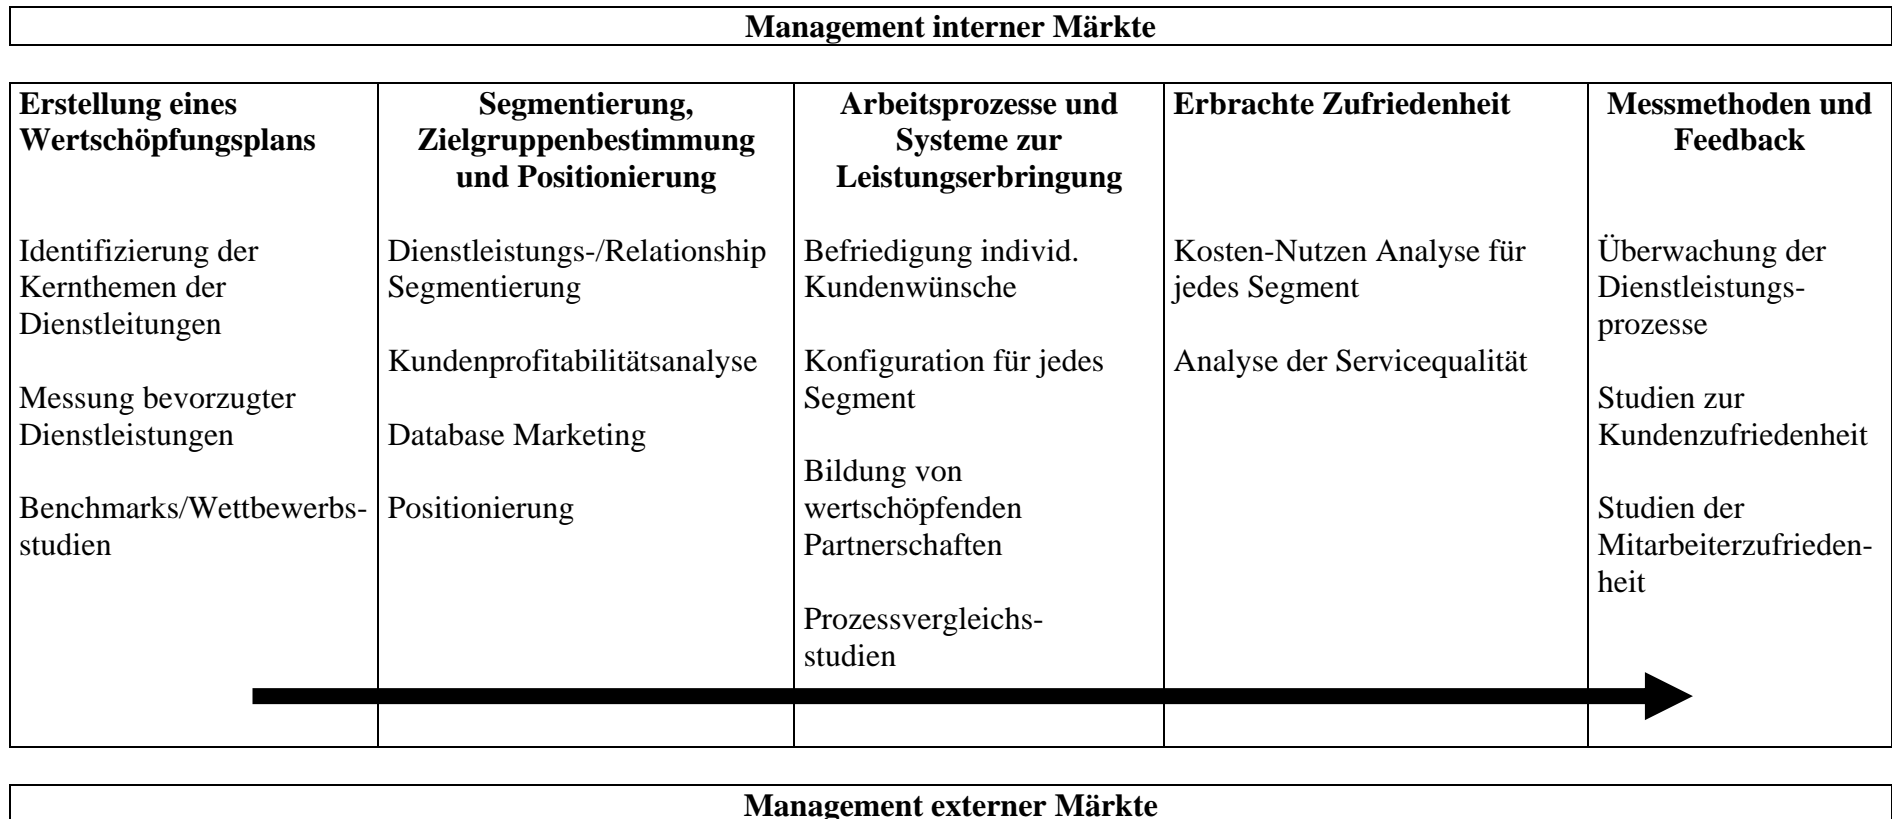 Management interner Märkte
Erstellung eines
Wertschöpfungsplans
Identifizierung der
Kernthemen der
Dienstleitungen
Messung bevorzugter
Dienstleistungen
Benchmarks/Wettbewerbs-
studien
Segmentierung,
Zielgruppenbestimmung
und Positionierung
Dienstleistungs-/Relationship
Segmentierung
Kundenprofitabilitätsanalyse
Database Marketing
Positionierung
Arbeitsprozesse und
Systeme zur
Leistungserbringung
Befriedigung individ.
Kundenwünsche
Konfiguration für jedes
Segment
Bildung von
wertschöpfenden
Partnerschaften
Prozessvergleichs-
studien
Erbrachte Zufriedenheit
Kosten-Nutzen Analyse für
jedes Segment
Analyse der Servicequalität
Messmethoden und
Feedback
Überwachung der
Dienstleistungs-
prozesse
Studien zur
Kundenzufriedenheit
Studien der
Mitarbeiterzufrieden-
heit
Management externer Märkte